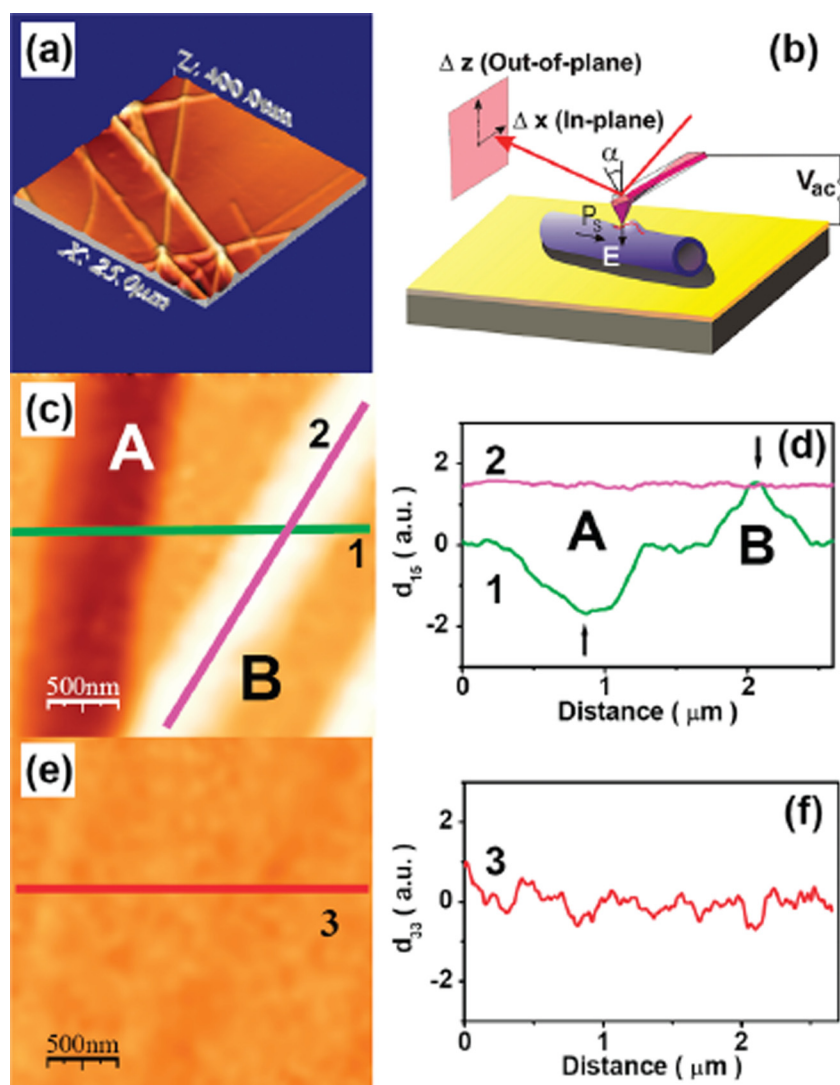 (a)
Z: 400.0nm
X: 25.0μm
(b)
Δ z (Out-of-plane)
Δ x (In-plane)
α
V_ac
P_S
E
(c)
A
2
1
B
500nm
(d)
2
2
A
B
0
1
-2
d_15 ( a.u. )
0 1 2
Distance ( μm )
(e)
3
500nm
(f)
2
3
0
-2
d_33 ( a.u. )
0 1 2
Distance ( μm )